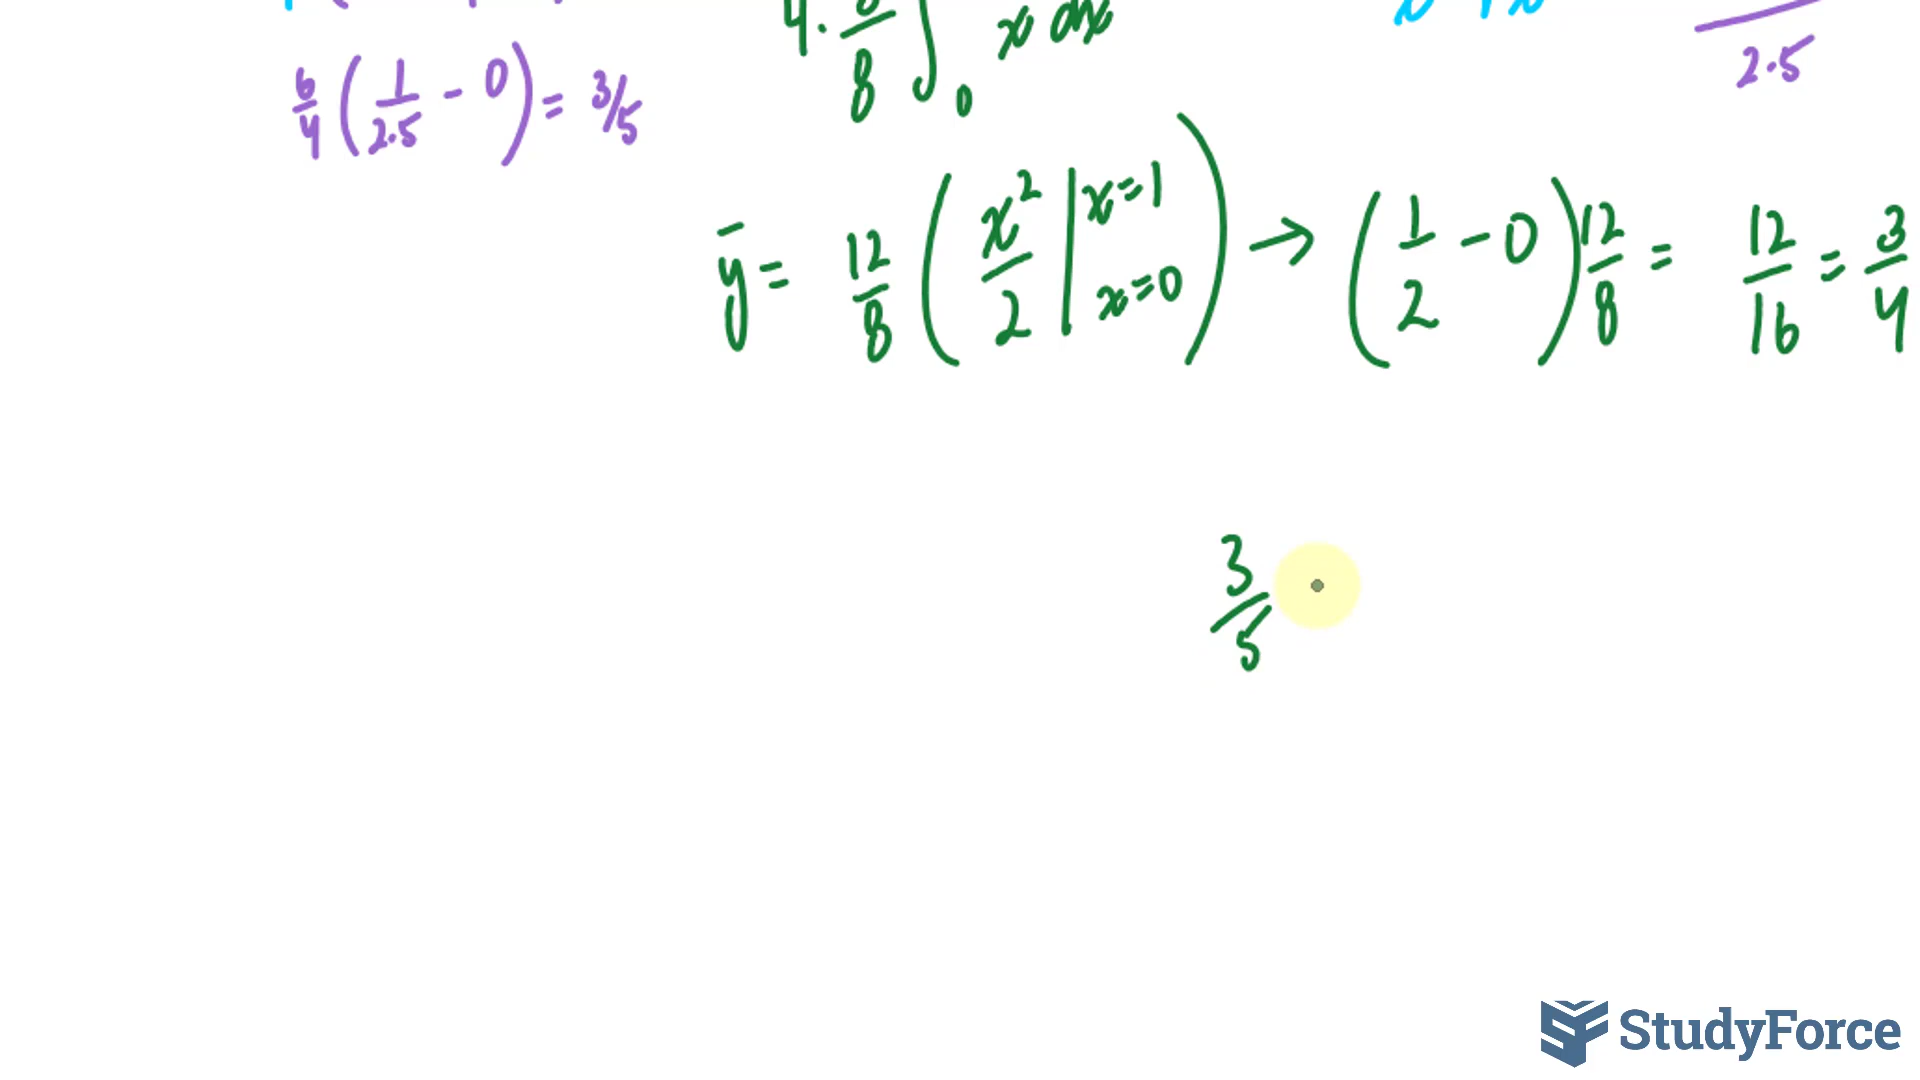 6/4 (1/2.5 - 0) = 3/5
4 · /8 ∫₀ x dx
2.5
ȳ = 12/8 (x²/2 | x=1 x=0) → (1/2 - 0) 12/8 = 12/16 = 3/4
3/5
StudyForce